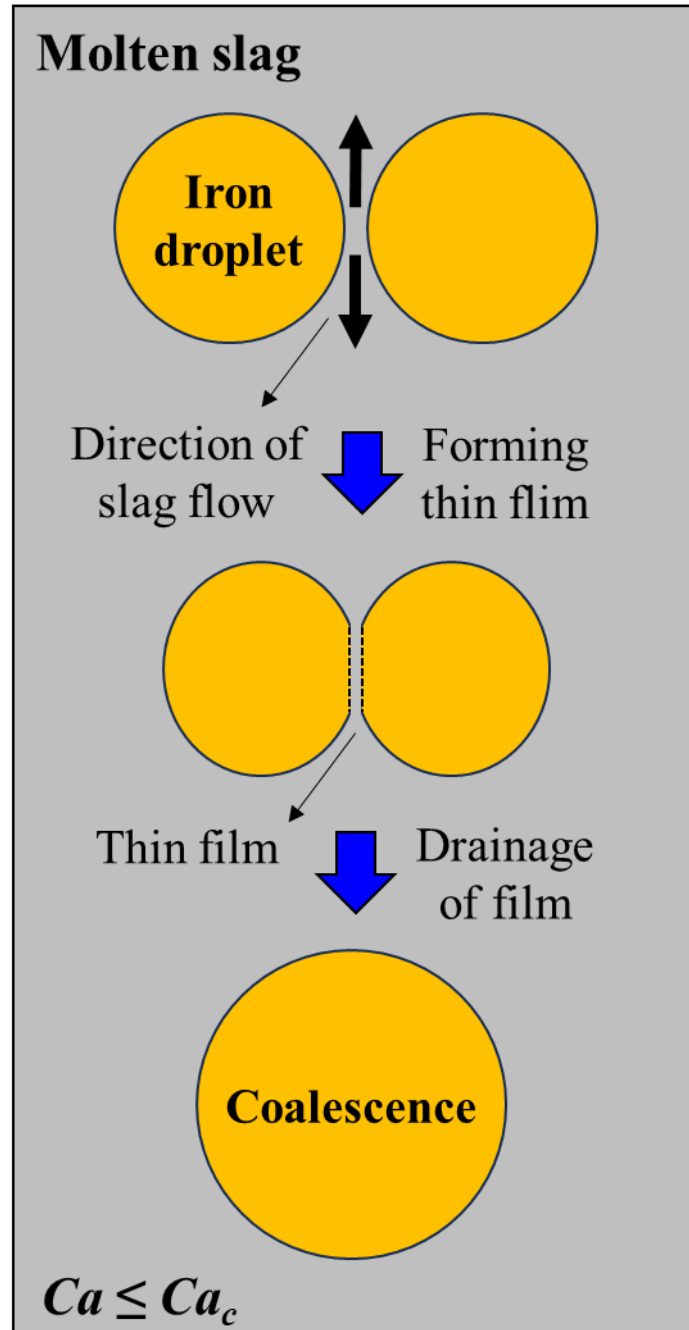 Molten slag
Iron
droplet
Direction of
slag flow
Forming
thin flim
Thin film
Drainage
of film
Coalescence
Ca ≤ Ca_c